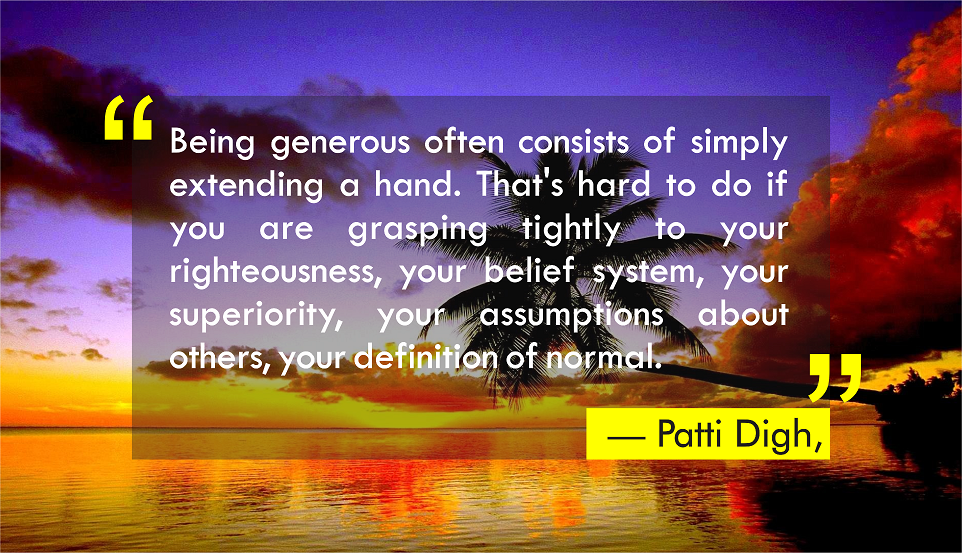 “
Being generous often consists of simply
extending a hand. That's hard to do if
you are grasping tightly to your
righteousness, your belief system, your
superiority, your assumptions about
others, your definition of normal.
”
— Patti Digh,